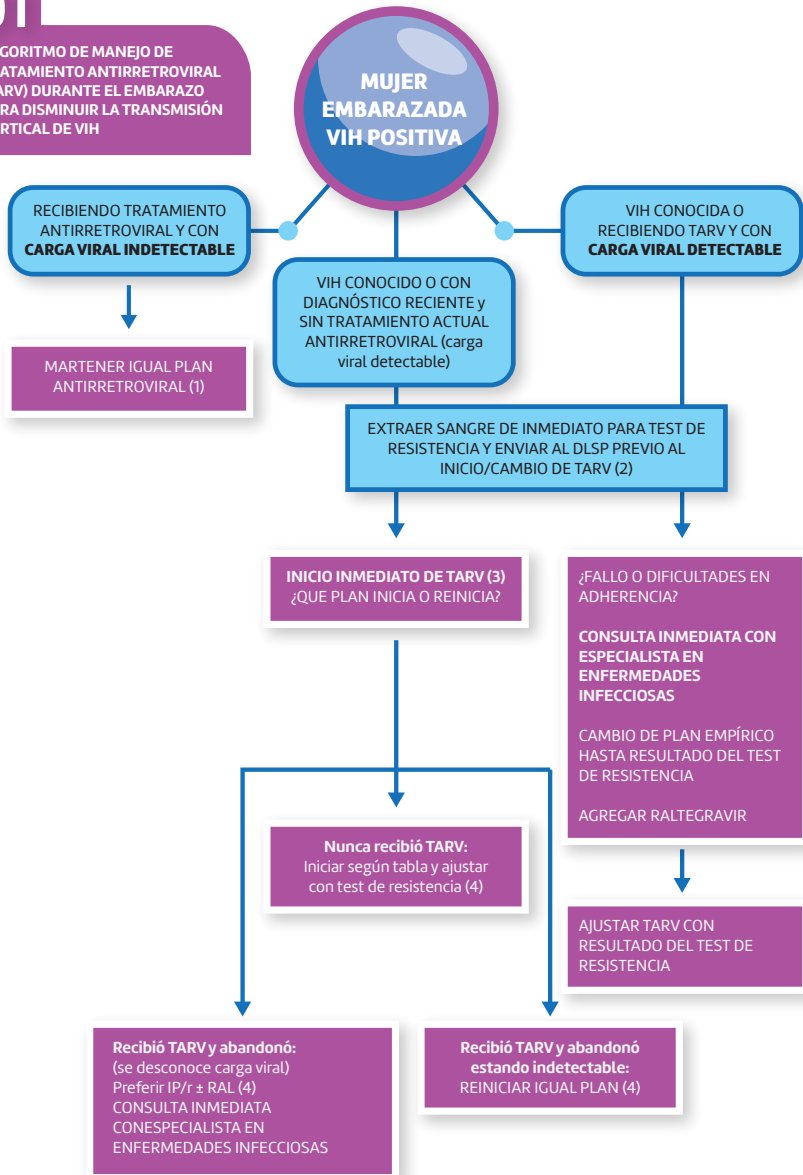 GORITMO DE MANEJO DE
ATAMIENTO ANTIRRETROVIRAL
ARV) DURANTE EL EMBARAZO
RA DISMINUIR LA TRANSMISIÓN
RTICAL DE VIH
MUJER
EMBARAZADA
VIH POSITIVA
RECIBIENDO TRATAMIENTO
ANTIRRETROVIRAL Y CON
CARGA VIRAL INDETECTABLE
VIH CONOCIDA O
RECIBIENDO TARV Y CON
CARGA VIRAL DETECTABLE
VIH CONOCIDO O CON
DIAGNÓSTICO RECIENTE y
SIN TRATAMIENTO ACTUAL
ANTIRRETROVIRAL (carga
viral detectable)
MARTENER IGUAL PLAN
ANTIRRETROVIRAL (1)
EXTRAER SANGRE DE INMEDIATO PARA TEST DE
RESISTENCIA Y ENVIAR AL DLSP PREVIO AL
INICIO/CAMBIO DE TARV (2)
INICIO INMEDIATO DE TARV (3)
¿QUE PLAN INICIA O REINICIA?
¿FALLO O DIFICULTADES EN
ADHERENCIA?
CONSULTA INMEDIATA CON
ESPECIALISTA EN
ENFERMEDADES
INFECCIOSAS
CAMBIO DE PLAN EMPÍRICO
HASTA RESULTADO DEL TEST
DE RESISTENCIA
AGREGAR RALTEGRAVIR
Nunca recibió TARV:
Iniciar según tabla y ajustar
con test de resistencia (4)
AJUSTAR TARV CON
RESULTADO DEL TEST DE
RESISTENCIA
Recibió TARV y abandonó:
(se desconoce carga viral)
Preferir IP/r ± RAL (4)
CONSULTA INMEDIATA
CONESPECIALISTA EN
ENFERMEDADES INFECCIOSAS
Recibió TARV y abandonó
estando indetectable:
REINICIAR IGUAL PLAN (4)